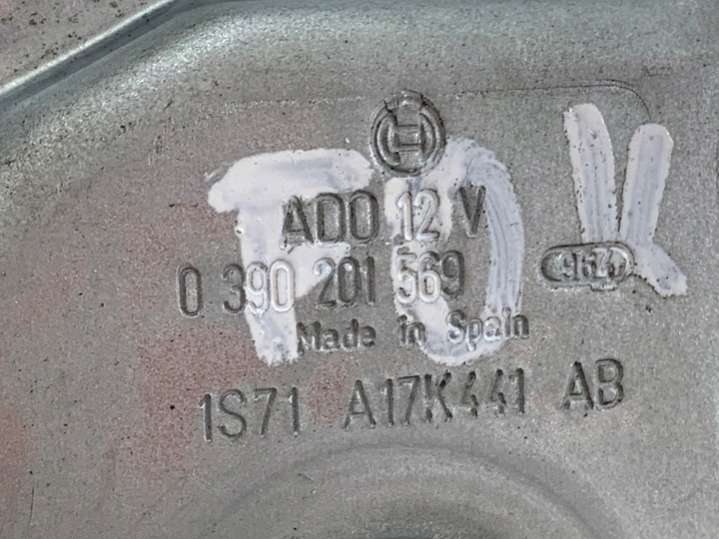 ADO 12 V
0 390 201 569
Made in Spain
1S71 A17K441 AB